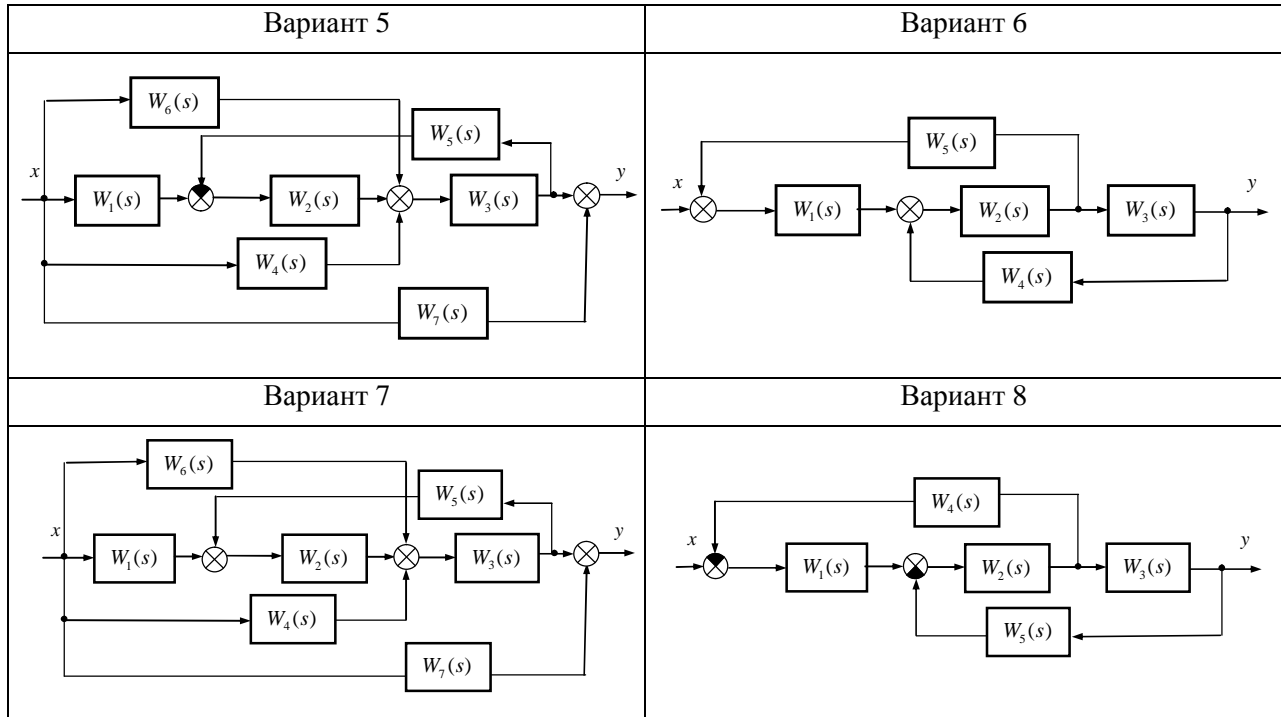 Вариант 5
Вариант 6
W₆(s)
W₅(s)
x
W₁(s)
W₂(s)
W₃(s)
y
W₄(s)
W₇(s)
W₅(s)
x
W₁(s)
W₂(s)
W₃(s)
y
W₄(s)
Вариант 7
Вариант 8
W₆(s)
W₅(s)
x
W₁(s)
W₂(s)
W₃(s)
y
W₄(s)
W₇(s)
W₄(s)
x
W₁(s)
W₂(s)
W₃(s)
y
W₅(s)